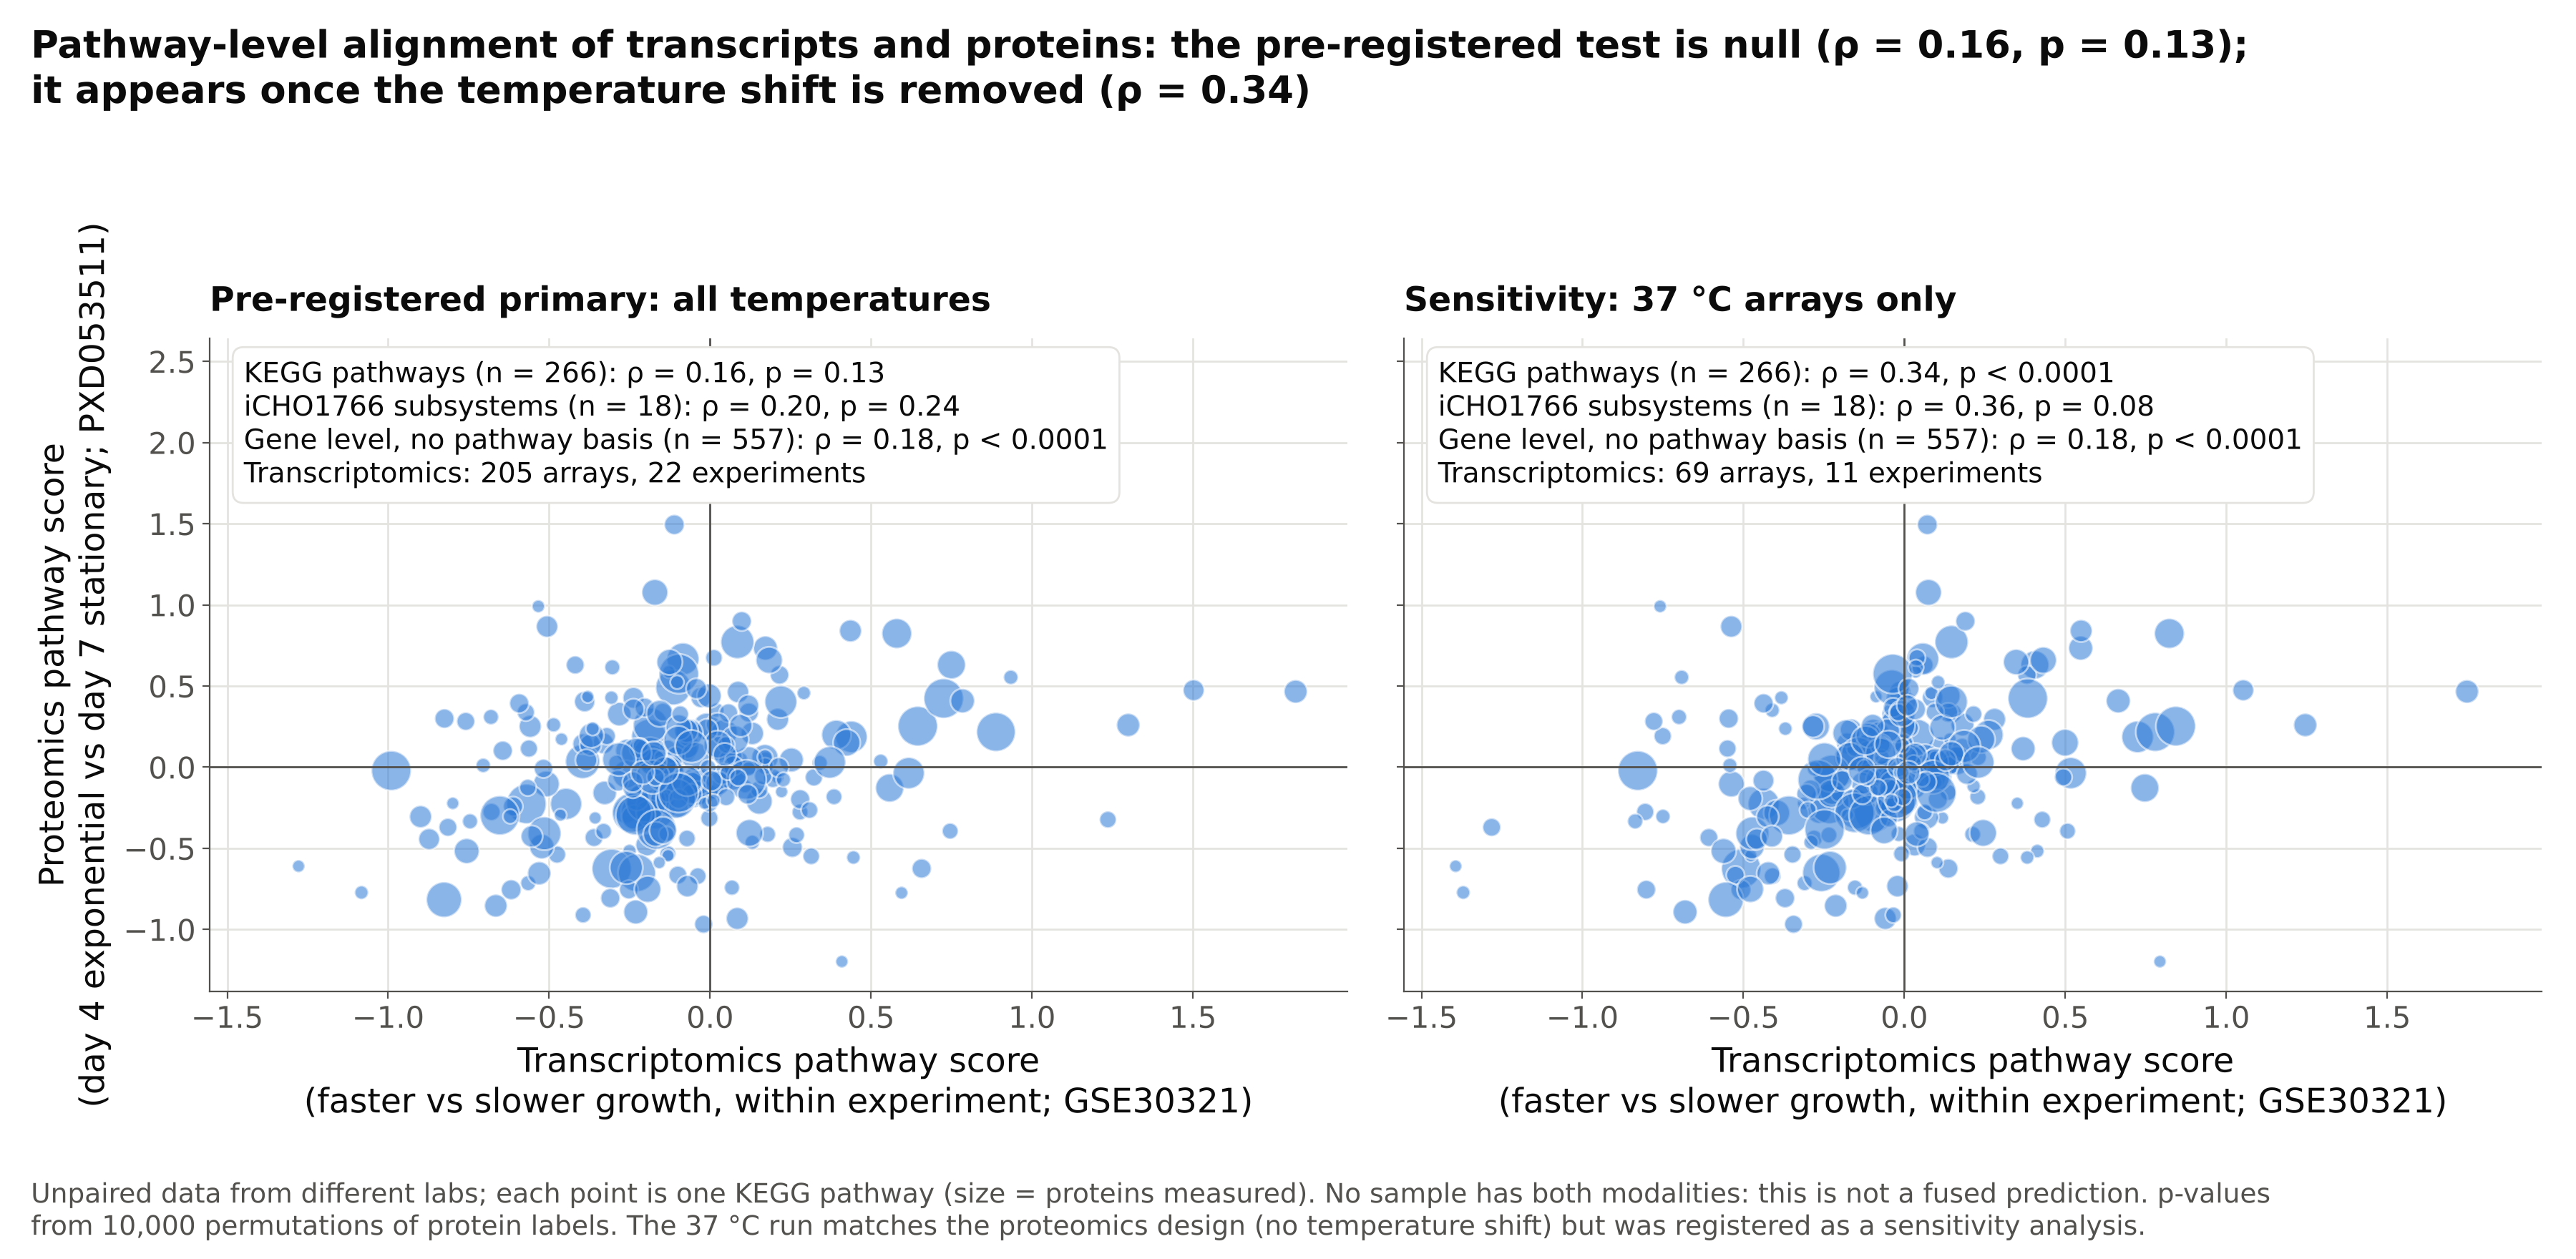 Pathway-level alignment of transcripts and proteins: the pre-registered test is null (ρ = 0.16, p = 0.13);
it appears once the temperature shift is removed (ρ = 0.34)
Proteomics pathway score
(day 4 exponential vs day 7 stationary; PXD053511)
Pre-registered primary: all temperatures
KEGG pathways (n = 266): ρ = 0.16, p = 0.13
iCHO1766 subsystems (n = 18): ρ = 0.20, p = 0.24
Gene level, no pathway basis (n = 557): ρ = 0.18, p < 0.0001
Transcriptomics: 205 arrays, 22 experiments
2.5
2.0
1.5
1.0
0.5
0.0
−0.5
−1.0
−1.5 −1.0 −0.5 0.0 0.5 1.0 1.5
Transcriptomics pathway score
(faster vs slower growth, within experiment; GSE30321)
Sensitivity: 37 °C arrays only
KEGG pathways (n = 266): ρ = 0.34, p < 0.0001
iCHO1766 subsystems (n = 18): ρ = 0.36, p = 0.08
Gene level, no pathway basis (n = 557): ρ = 0.18, p < 0.0001
Transcriptomics: 69 arrays, 11 experiments
−1.5 −1.0 −0.5 0.0 0.5 1.0 1.5
Transcriptomics pathway score
(faster vs slower growth, within experiment; GSE30321)
Unpaired data from different labs; each point is one KEGG pathway (size = proteins measured). No sample has both modalities: this is not a fused prediction. p-values
from 10,000 permutations of protein labels. The 37 °C run matches the proteomics design (no temperature shift) but was registered as a sensitivity analysis.